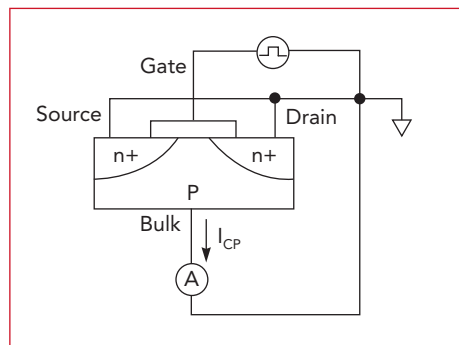 Gate
Source
Drain
n+ n+
P
Bulk
I_CP
A